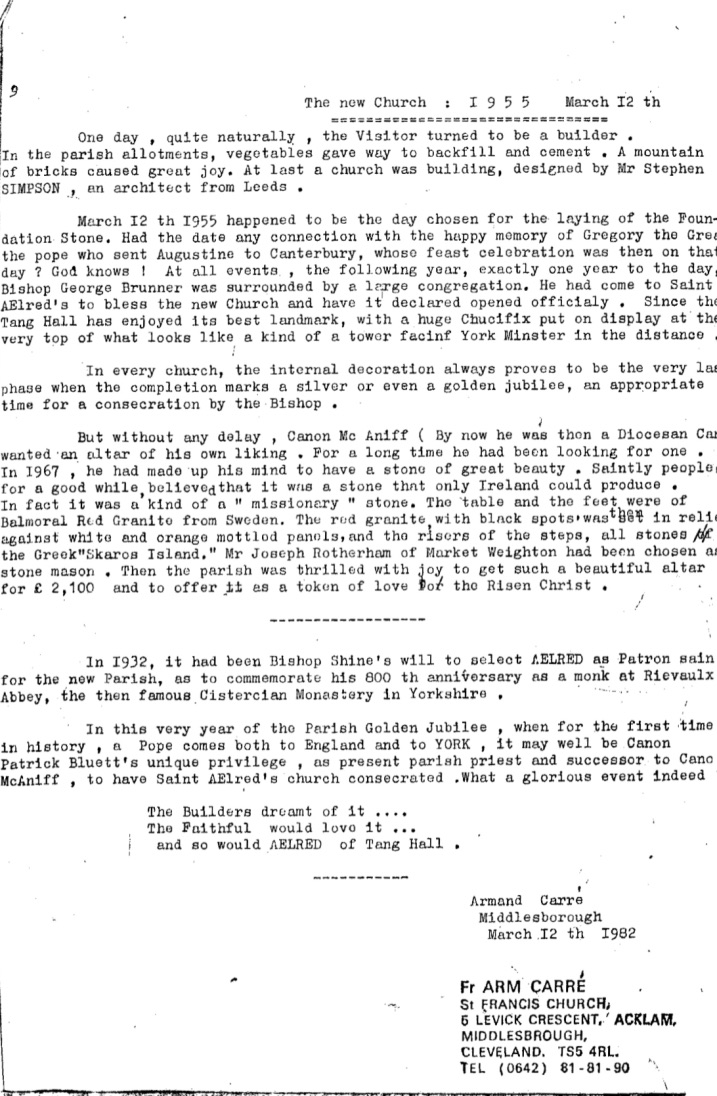 9
The new Church : I 9 5 5 March I2 th
===============================
One day , quite naturally , the Visitor turned to be a builder .
In the parish allotments, vegetables gave way to backfill and cement . A mountain
of bricks caused great joy. At last a church was building, designed by Mr Stephen
SIMPSON , an architect from Leeds .
March I2 th I955 happened to be the day chosen for the laying of the Foun-
dation Stone. Had the date any connection with the happy memory of Gregory the Grea
the pope who sent Augustine to Canterbury, whose feast celebration was then on that
day ? God knows ! At all events , the following year, exactly one year to the day,
Bishop George Brunner was surrounded by a large congregation. He had come to Saint
AElred's to bless the new Church and have it declared opened officialy . Since the
Tang Hall has enjoyed its best landmark, with a huge Chucifix put on display at the
very top of what looks like a kind of a tower facinf York Minster in the distance .
In every church, the internal decoration always proves to be the very las
phase when the completion marks a silver or even a golden jubilee, an appropriate
time for a consecration by the Bishop .
But without any delay , Canon Mc Aniff ( By now he was then a Diocesan Can
wanted an altar of his own liking . For a long time he had been looking for one .
In I967 , he had made up his mind to have a stone of great beauty . Saintly people,
for a good while, believed that it was a stone that only Ireland could produce .
In fact it was a kind of a " missionary " stone. The table and the feet were of
Balmoral Red Granite from Sweden. The red granite with black spots was then set in relie
against white and orange mottled panels, and the risers of the steps, all stones of
the Greek"Skaros Island." Mr Joseph Rotherham of Market Weighton had been chosen as
stone mason . Then the parish was thrilled with joy to get such a beautiful altar
for £ 2,100 and to offer it as a token of love for the Risen Christ .
------------------
In I932, it had been Bishop Shine's will to select AELRED as Patron sain
for the new Parish, as to commemorate his 800 th anniversary as a monk at Rievaulx
Abbey, the then famous Cistercian Monastery in Yorkshire .
In this very year of the Parish Golden Jubilee , when for the first time
in history , a Pope comes both to England and to YORK , it may well be Canon
Patrick Bluett's unique privilege , as present parish priest and successor to Cano
McAniff , to have Saint AElred's church consecrated .What a glorious event indeed
The Builders dreamt of it ....
The Faithful would love it ...
and so would AELRED of Tang Hall .
-----------
Armand Carré
Middlesborough
March I2 th I982
Fr ARM CARRÉ
St FRANCIS CHURCH,
6 LEVICK CRESCENT, ACKLAM,
MIDDLESBROUGH,
CLEVELAND. TS5 4RL.
TEL (0642) 81-81-90